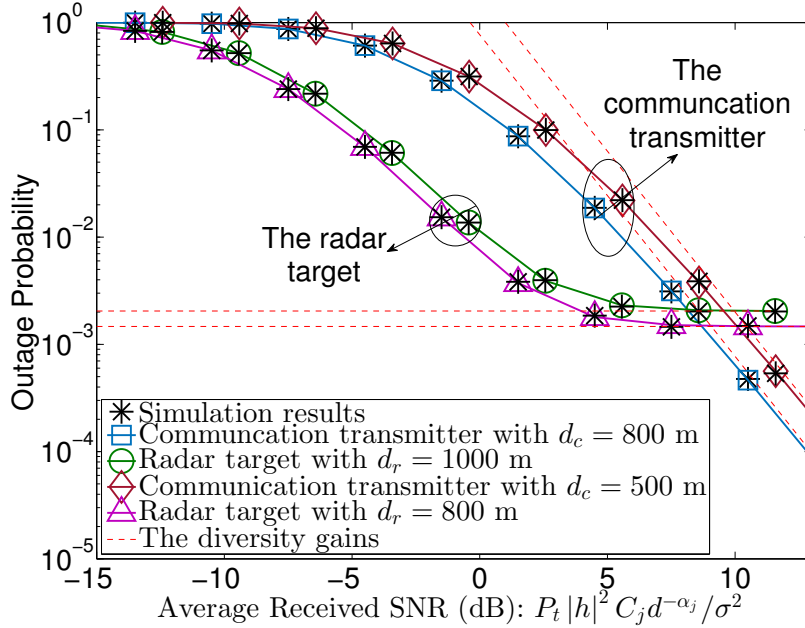 10^0
10^{-1}
10^{-2}
10^{-3}
10^{-4}
10^{-5}
Outage Probability
The
communcation
transmitter
The radar
target
Simulation results
Communcation transmitter with d_c = 800 m
Radar target with d_r = 1000 m
Communication transmitter with d_c = 500 m
Radar target with d_r = 800 m
The diversity gains
−15 −10 −5 0 5 10
Average Received SNR (dB): P_t |h|^2 C_j d^{-α_j}/σ^2